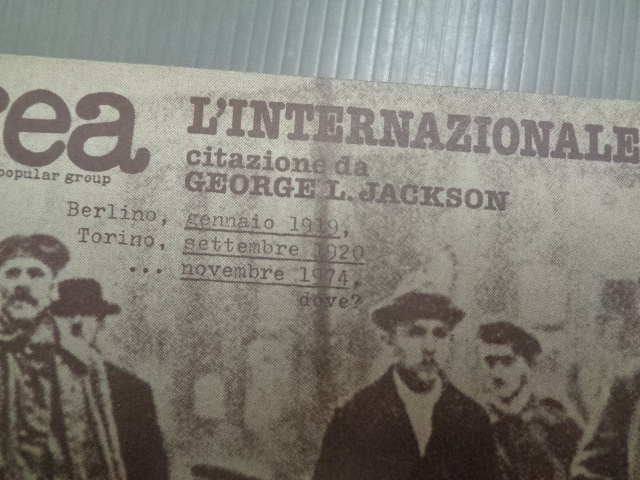 rea
popular group
L'INTERNAZIONALE
citazione da
GEORGE L. JACKSON
Berlino, gennaio 1919,
Torino, settembre 1920
... novembre 1974,
dove?